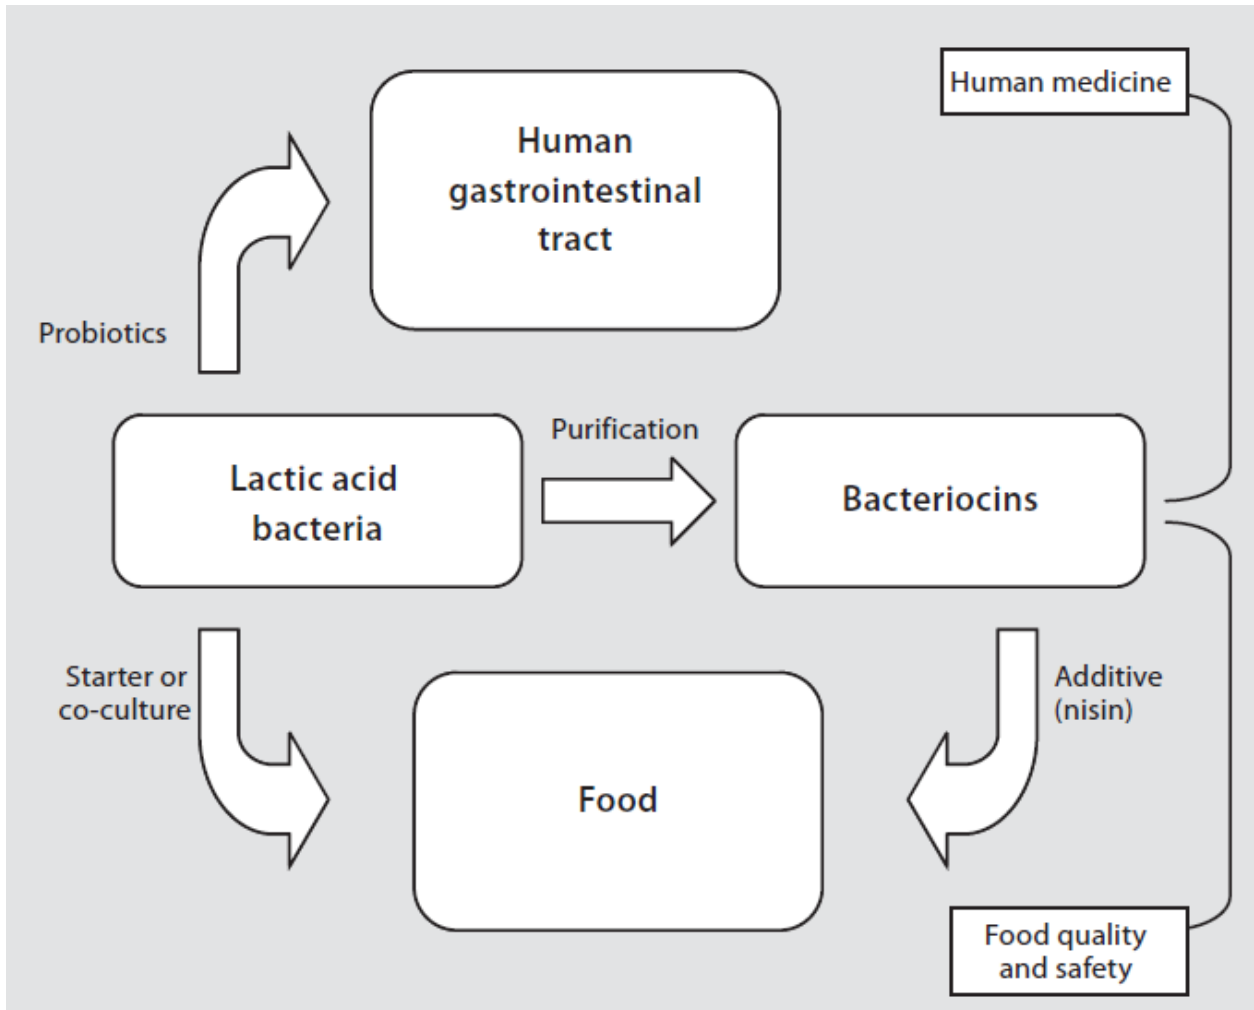 Human medicine
Human
gastrointestinal
tract
Probiotics
Lactic acid
bacteria
Purification
Bacteriocins
Starter or
co-culture
Food
Additive
(nisin)
Food quality
and safety